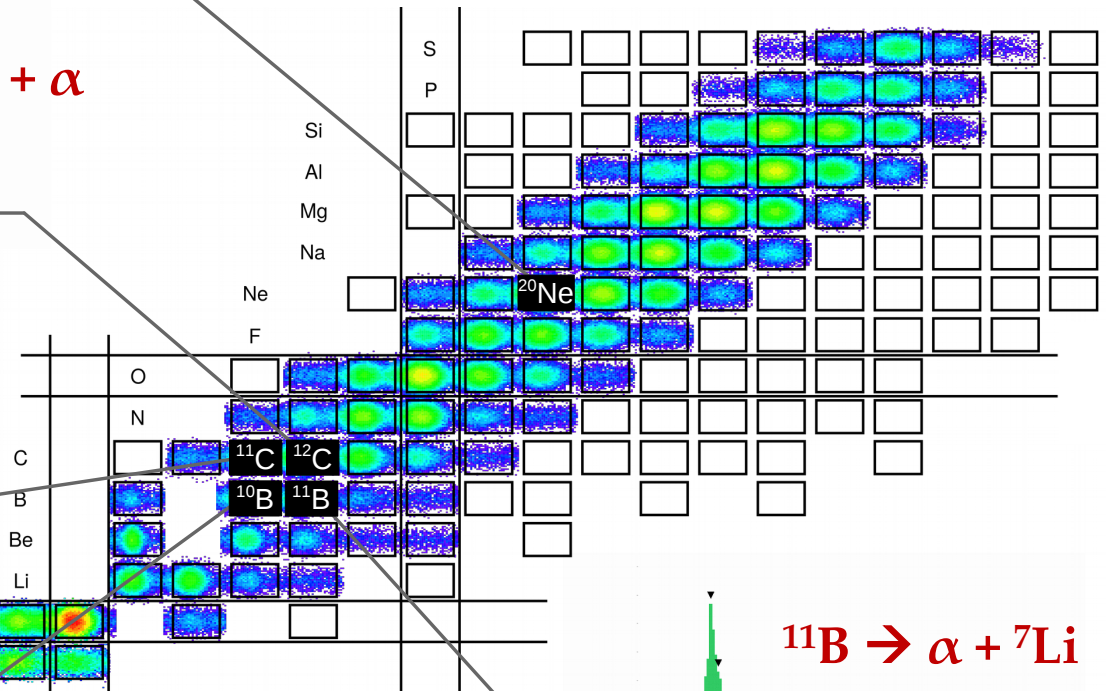 S
+ α
P
Si
Al
Mg
Na
Ne
²⁰Ne
F
O
N
C
¹¹C ¹²C
B
¹⁰B ¹¹B
Be
Li
¹¹B → α + ⁷Li